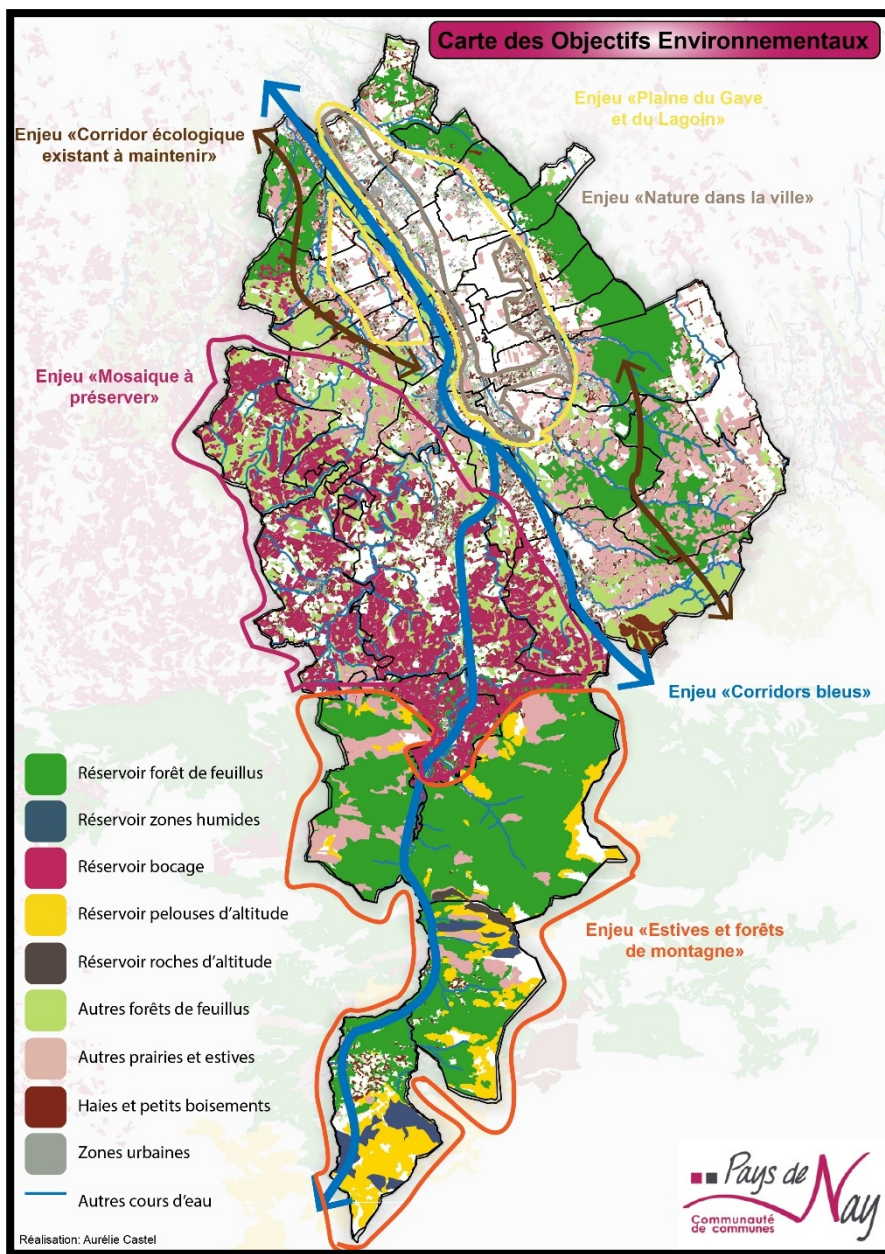 Carte des Objectifs Environnementaux
Enjeu «Plaine du Gave
et du Lagoin»
Enjeu «Corridor écologique
existant à maintenir»
Enjeu «Nature dans la ville»
Enjeu «Mosaique à
préserver»
Enjeu «Corridors bleus»
Enjeu «Estives et forêts
de montagne»
Réservoir forêt de feuillus
Réservoir zones humides
Réservoir bocage
Réservoir pelouses d'altitude
Réservoir roches d'altitude
Autres forêts de feuillus
Autres prairies et estives
Haies et petits boisements
Zones urbaines
Autres cours d'eau
Réalisation: Aurélie Castel
Pays de Nay
Communauté
de communes